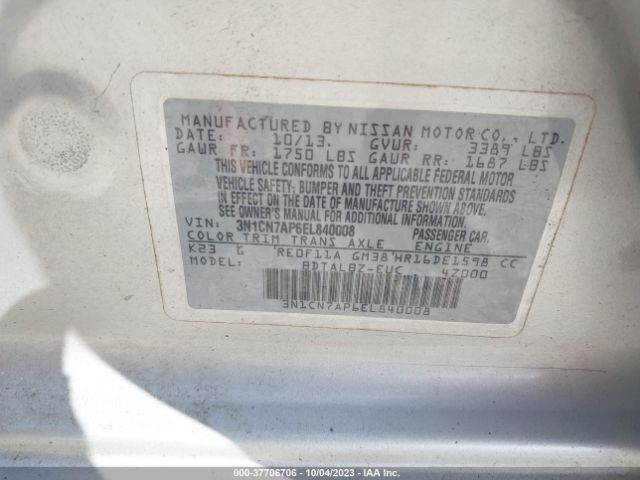 MANUFACTURED BY NISSAN MOTOR CO., LTD.
DATE: 10/13. GVWR: 3389 LBS
GAWR FR: 1750 LBS GAWR RR: 1687 LBS
THIS VEHICLE CONFORMS TO ALL APPLICABLE FEDERAL MOTOR
VEHICLE SAFETY, BUMPER AND THEFT PREVENTION STANDARDS
IN EFFECT ON THE DATE OF MANUFACTURE SHOWN ABOVE.
SEE OWNER'S MANUAL FOR ADDITIONAL INFORMATION.
VIN: 3N1CN7AP6EL840008 PASSENGER CAR.
COLOR TRIM TRANS AXLE ENGINE
K23 G RE0F11A GM38 HR16DE1598 CC
BDTALBZ-EUC 4Z000
3N1CN7AP6EL840008
000-37706706 - 10/04/2023 - IAA Inc.